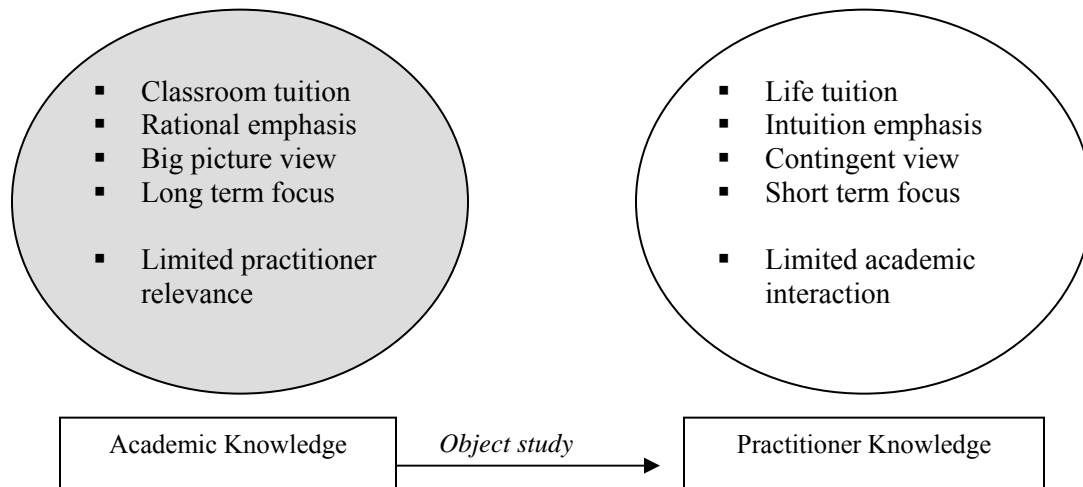 ▪ Classroom tuition
▪ Rational emphasis
▪ Big picture view
▪ Long term focus
▪ Limited practitioner
relevance
▪ Life tuition
▪ Intuition emphasis
▪ Contingent view
▪ Short term focus
▪ Limited academic
interaction
Academic Knowledge
Object study
Practitioner Knowledge